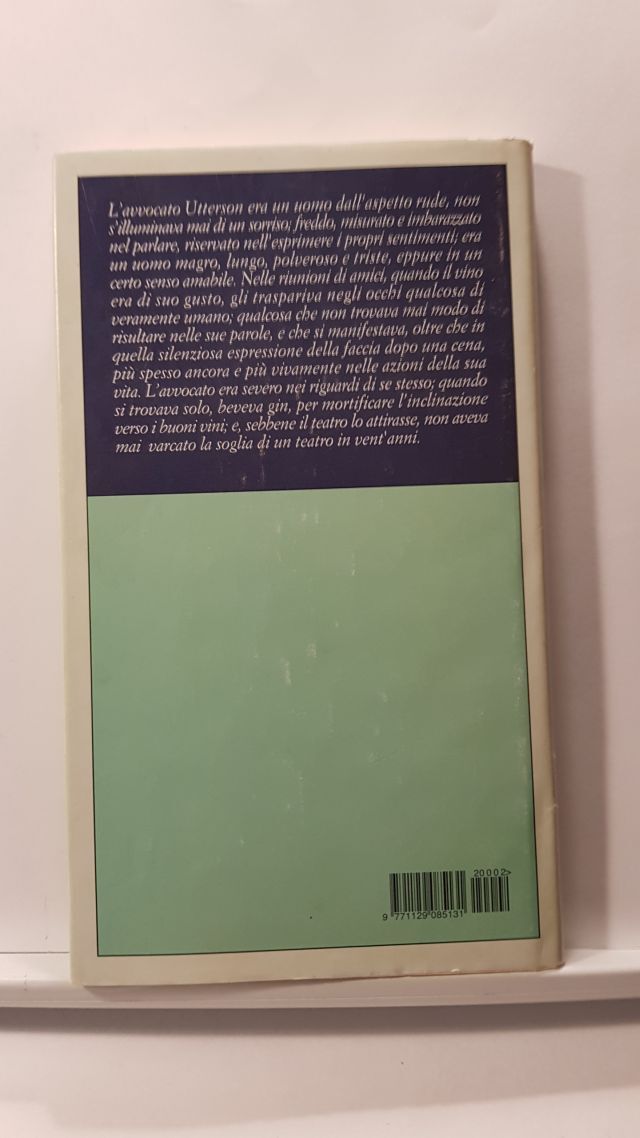 L'avvocato Utterson era un uomo dall'aspetto rude, non
s'illuminava mai di un sorriso; freddo, misurato e imbarazzato
nel parlare, riservato nell'esprimere i propri sentimenti; era
un uomo magro, lungo, polveroso e triste, eppure in un
certo senso amabile. Nelle riunioni di amici, quando il vino
era di suo gusto, gli traspariva negli occhi qualcosa di
veramente umano; qualcosa che non trovava mai modo di
risultare nelle sue parole, e che si manifestava, oltre che in
quella silenziosa espressione della faccia dopo una cena,
più spesso ancora e più vivamente nelle azioni della sua
vita. L'avvocato era severo nei riguardi di se stesso; quando
si trovava solo, beveva gin, per mortificare l'inclinazione
verso i buoni vini; e, sebbene il teatro lo attirasse, non aveva
mai varcato la soglia di un teatro in vent'anni.
20002>
9 771129 085131